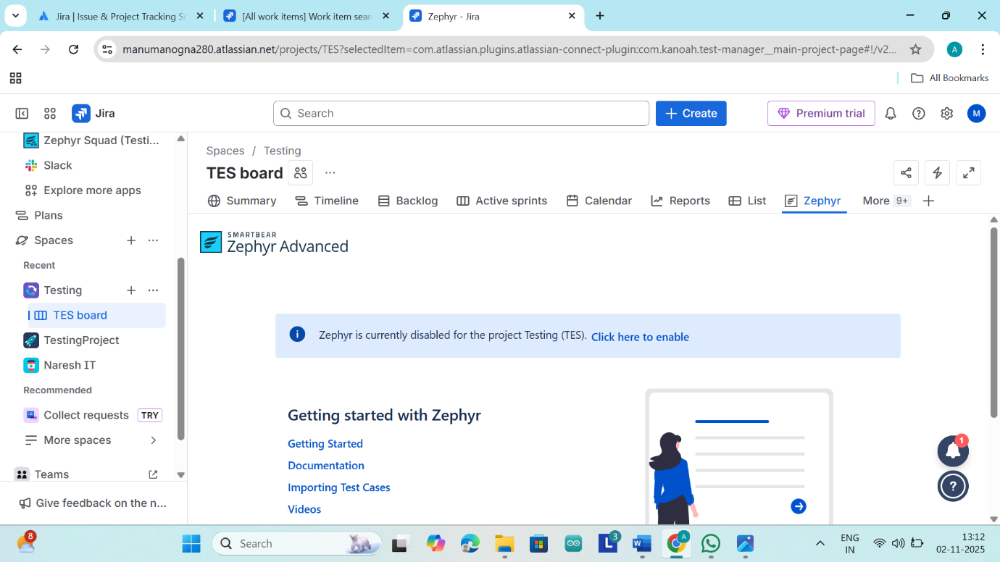 Jira | Issue & Project Tracking So
[All work items] Work item sear
Zephyr - Jira
manumanogna280.atlassian.net/projects/TES?selectedItem=com.atlassian.plugins.atlassian-connect-plugin:com.kanoah.test-manager__main-project-page#!/v2...
A
All Bookmarks
Jira
Search
Create
Premium trial
M
Zephyr Squad (Testi...
Slack
Explore more apps
Plans
Spaces
Recent
Testing
TES board
TestingProject
Naresh IT
Recommended
Collect requests TRY
More spaces
Teams
Give feedback on the n...
Spaces / Testing
TES board
Summary
Timeline
Backlog
Active sprints
Calendar
Reports
List
Zephyr
More 9+
SMARTBEAR
Zephyr Advanced
Zephyr is currently disabled for the project Testing (TES). Click here to enable
Getting started with Zephyr
Getting Started
Documentation
Importing Test Cases
Videos
1
?
8
Search
L
3
W
A
ENG
IN
13:12
02-11-2025